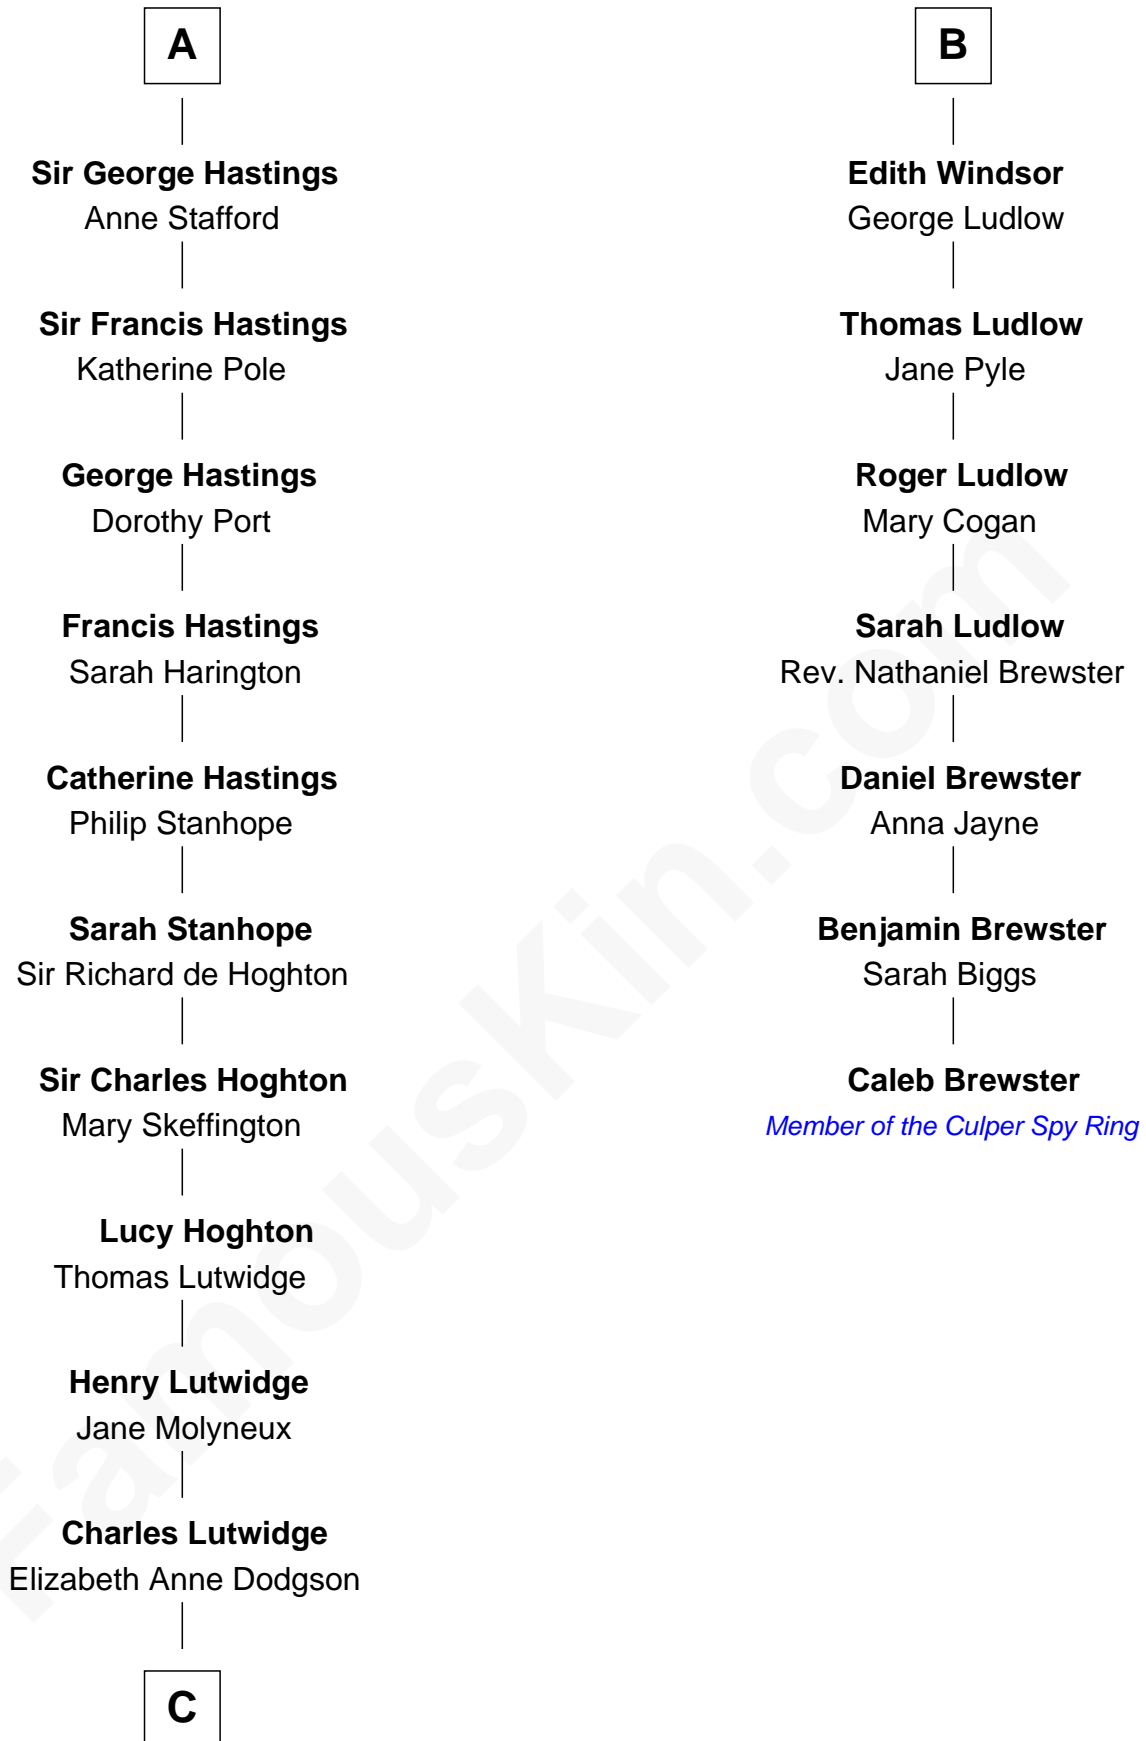 A
Sir George Hastings
Anne Stafford
Sir Francis Hastings
Katherine Pole
George Hastings
Dorothy Port
Francis Hastings
Sarah Harington
Catherine Hastings
Philip Stanhope
Sarah Stanhope
Sir Richard de Hoghton
Sir Charles Hoghton
Mary Skeffington
Lucy Hoghton
Thomas Lutwidge
Henry Lutwidge
Jane Molyneux
Charles Lutwidge
Elizabeth Anne Dodgson
C
B
Edith Windsor
George Ludlow
Thomas Ludlow
Jane Pyle
Roger Ludlow
Mary Cogan
Sarah Ludlow
Rev. Nathaniel Brewster
Daniel Brewster
Anna Jayne
Benjamin Brewster
Sarah Biggs
Caleb Brewster
Member of the Culper Spy Ring
FamousKin.com